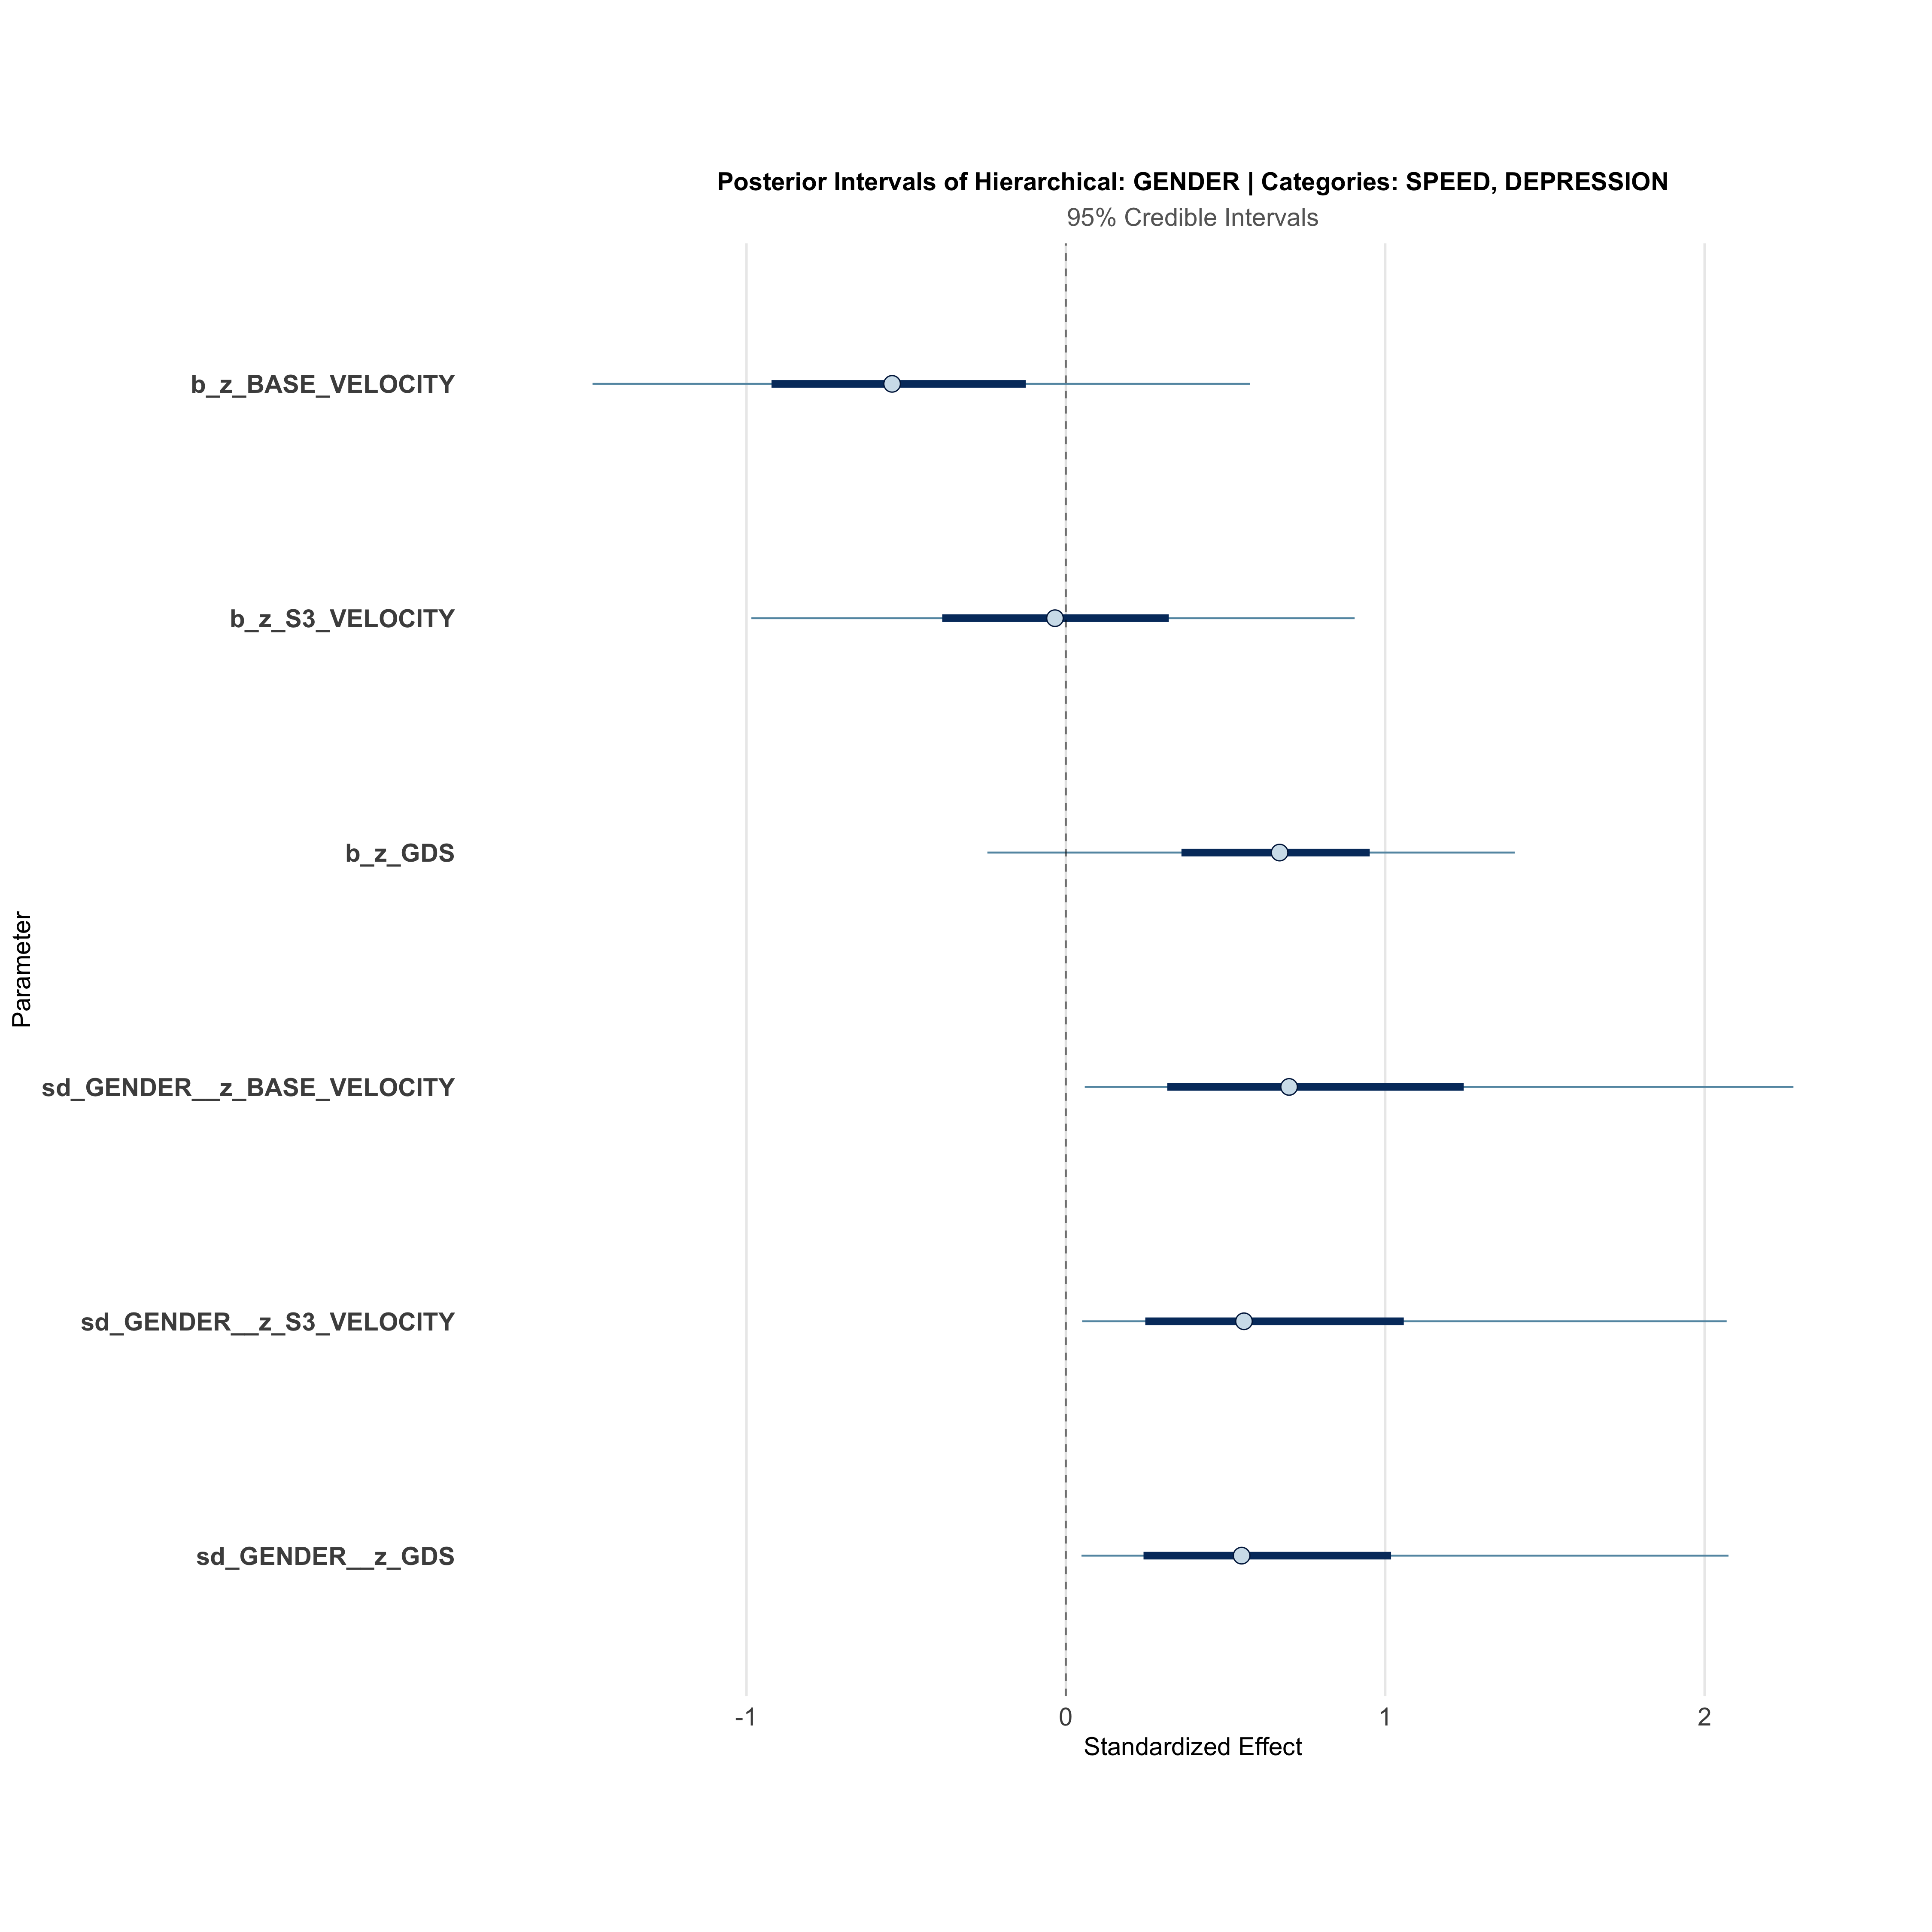 Posterior Intervals of Hierarchical: GENDER | Categories: SPEED, DEPRESSION
95% Credible Intervals
b_z_BASE_VELOCITY
b_z_S3_VELOCITY
b_z_GDS
Parameter
sd_GENDER__z_BASE_VELOCITY
sd_GENDER__z_S3_VELOCITY
sd_GENDER__z_GDS
-1 0 1 2
Standardized Effect